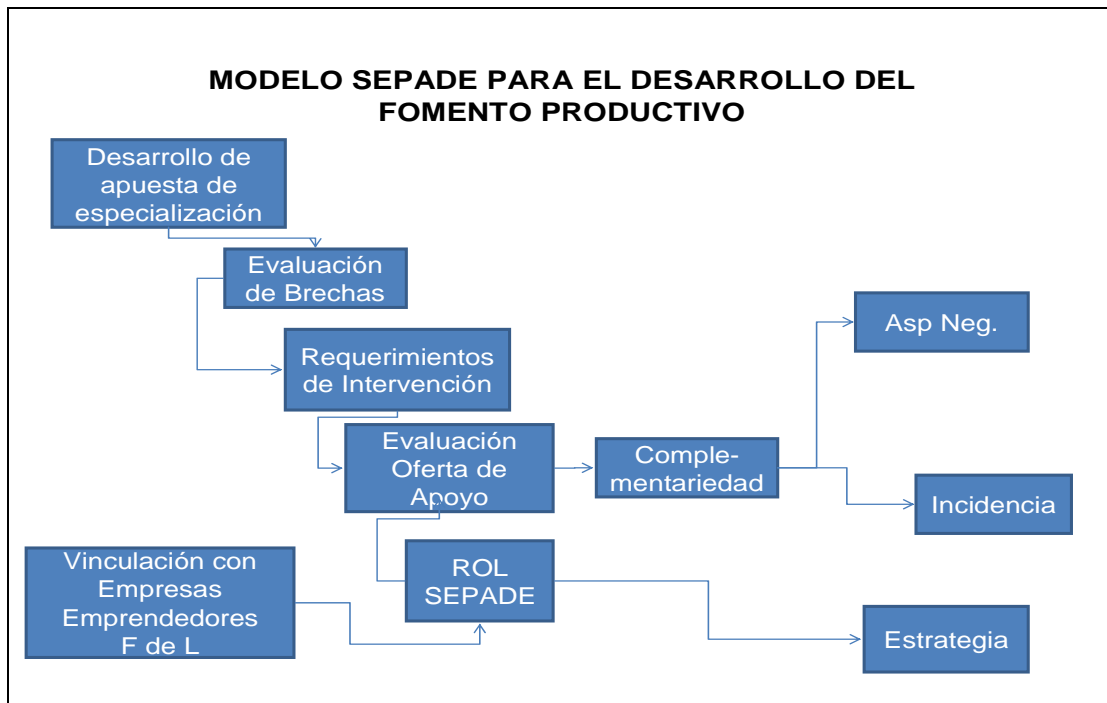 MODELO SEPADE PARA EL DESARROLLO DEL
FOMENTO PRODUCTIVO
Desarrollo de
apuesta de
especialización
Evaluación
de Brechas
Requerimientos
de Intervención
Evaluación
Oferta de
Apoyo
Comple-
mentariedad
Asp Neg.
Incidencia
Vinculación con
Empresas
Emprendedores
F de L
ROL
SEPADE
Estrategia